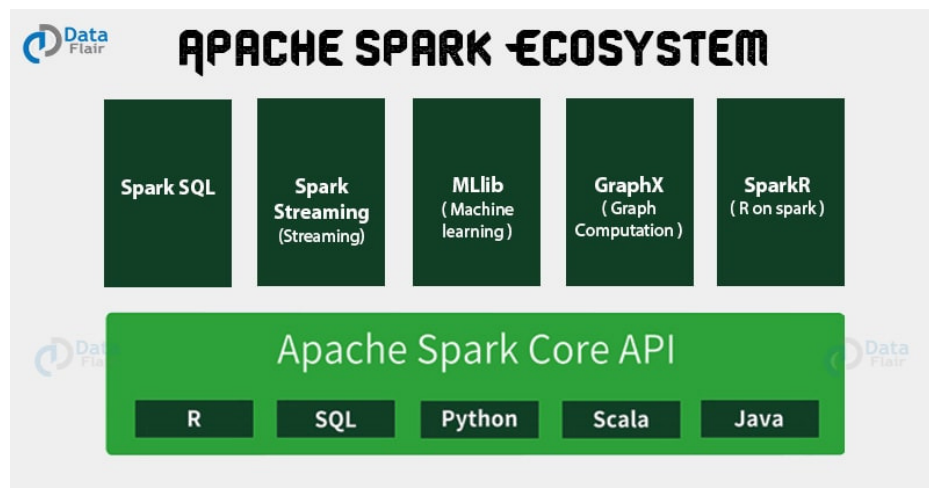 Data
Flair
APACHE SPARK ECOSYSTEM
Spark SQL
Spark
Streaming
(Streaming)
MLlib
( Machine
learning )
GraphX
( Graph
Computation )
SparkR
( R on spark )
Apache Spark Core API
R
SQL
Python
Scala
Java
Data
Flair
Data
Flair